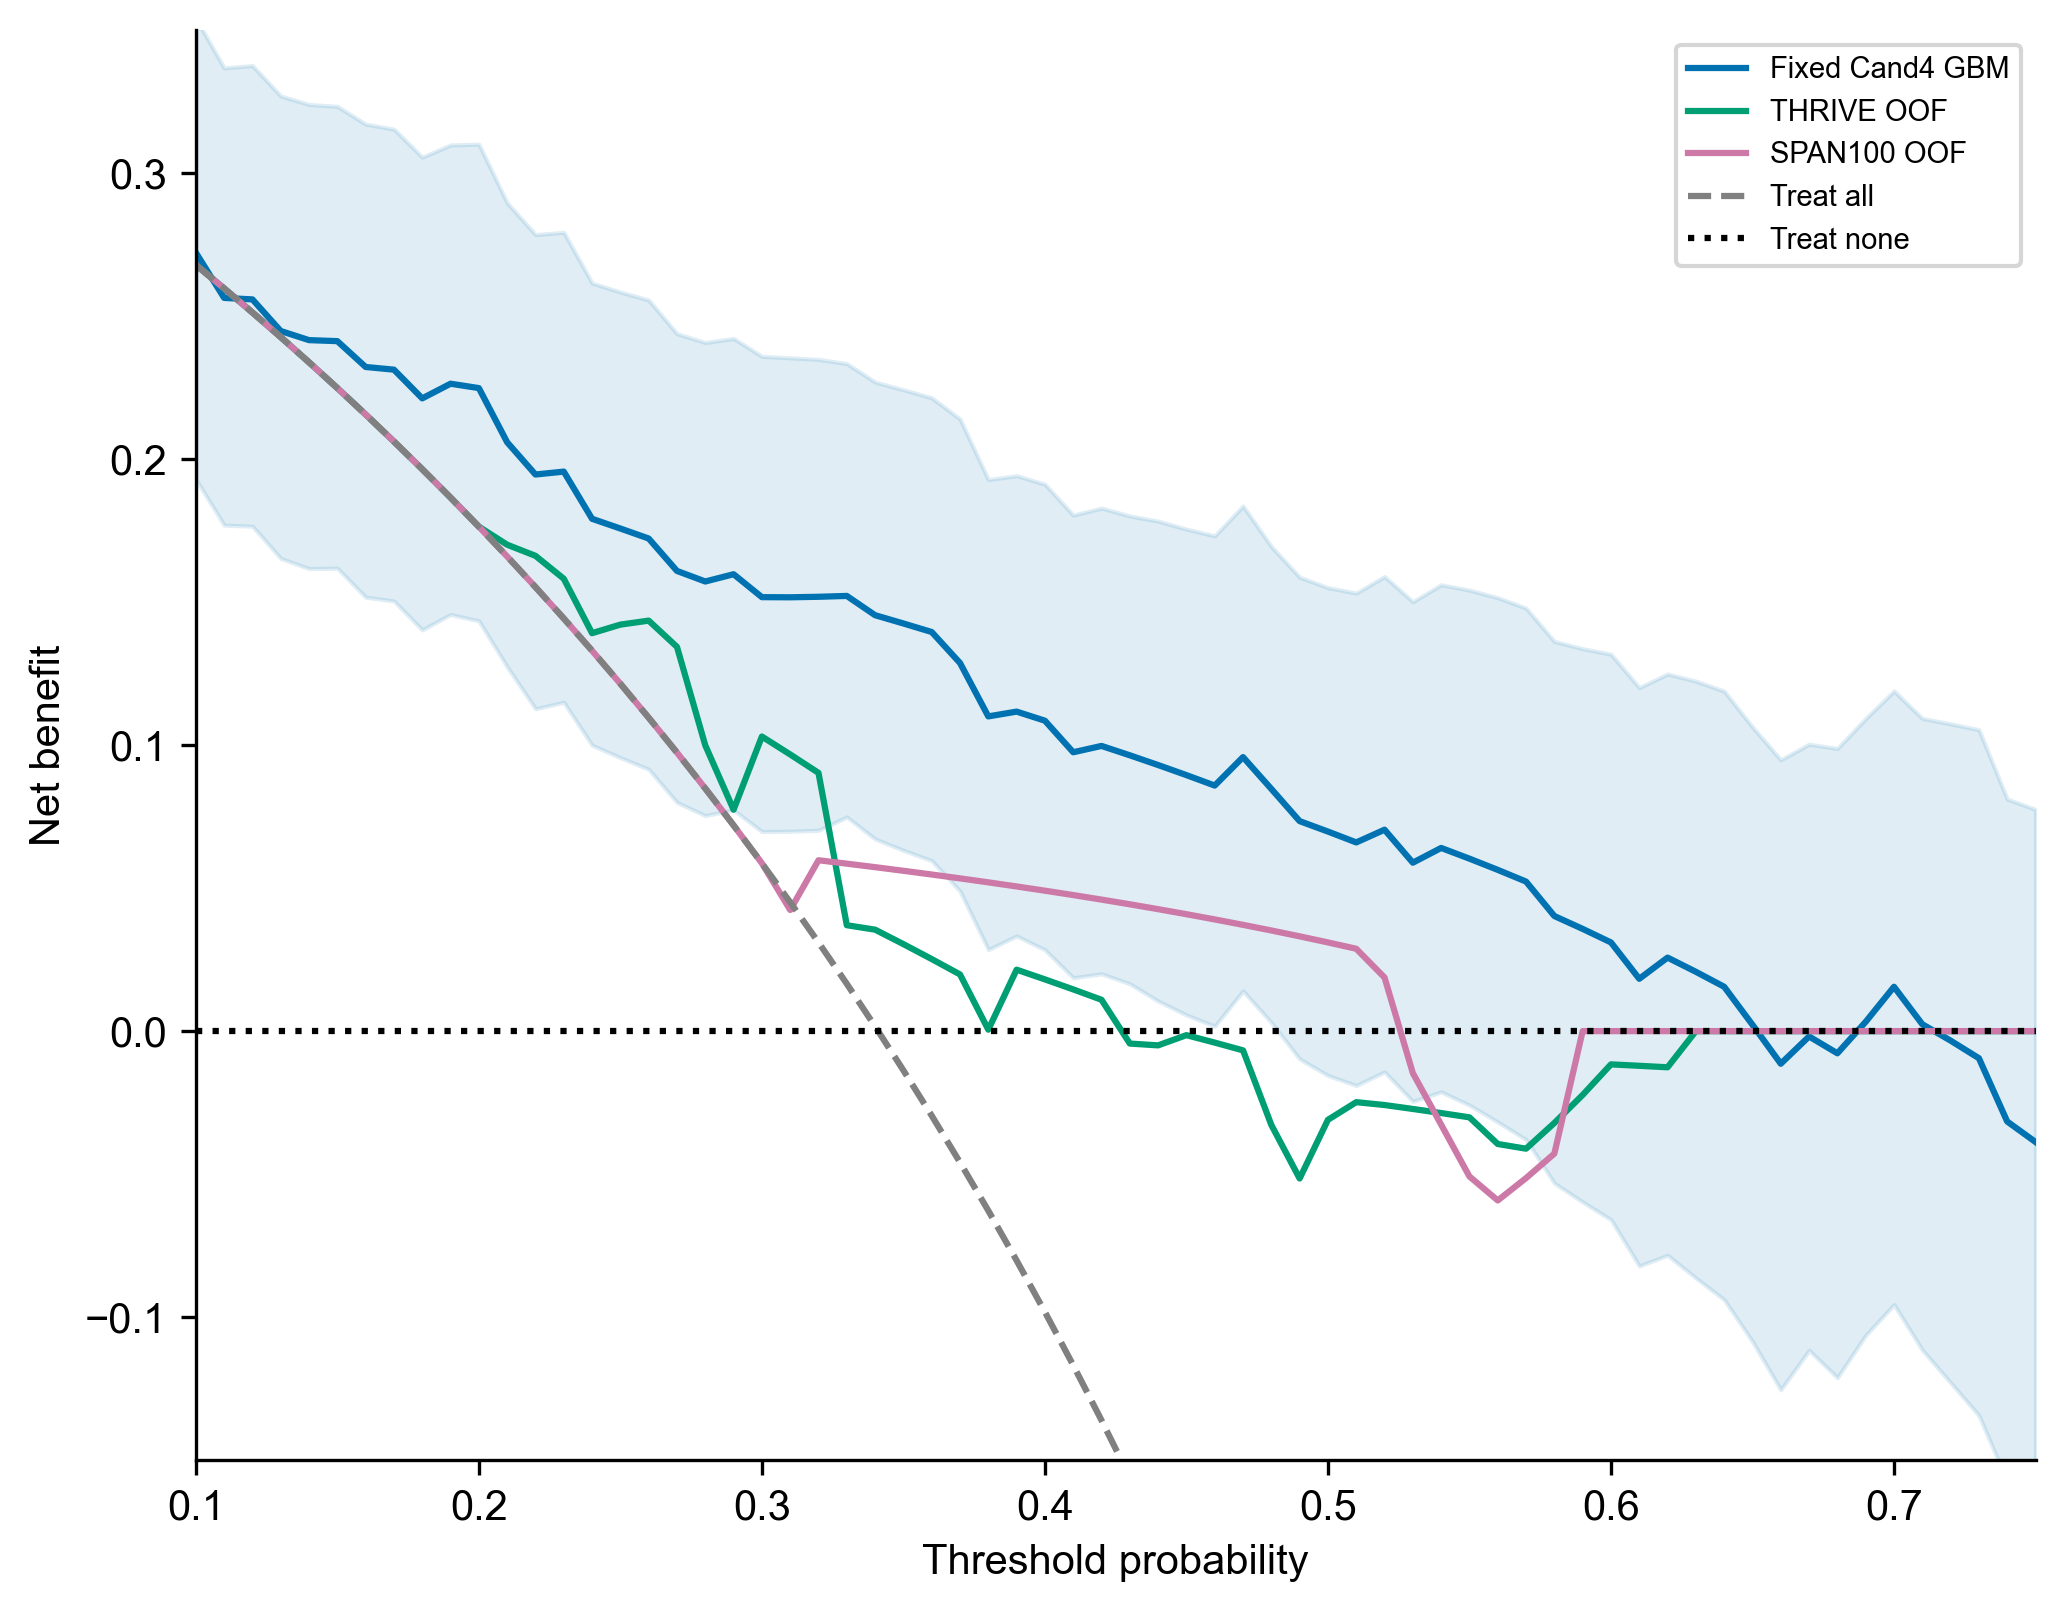 Fixed Cand4 GBM
THRIVE OOF
SPAN100 OOF
Treat all
Treat none
Net benefit
0.3
0.2
0.1
0.0
−0.1
0.1 0.2 0.3 0.4 0.5 0.6 0.7
Threshold probability